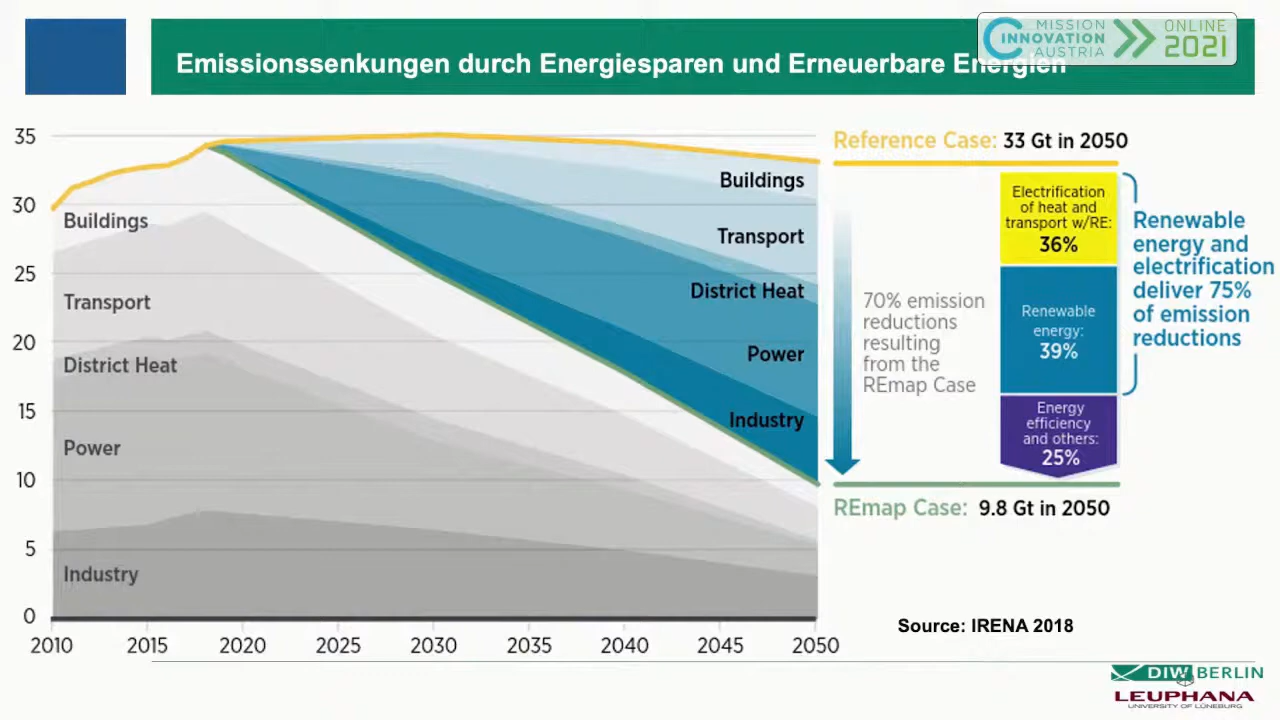 MISSION
INNOVATION
AUSTRIA
ONLINE
2021
Emissionssenkungen durch Energiesparen und Erneuerbare Energien
35
30
25
20
15
10
5
0
2010
2015
2020
2025
2030
2035
2040
2045
2050
Buildings
Transport
District Heat
Power
Industry
Buildings
Transport
District Heat
Power
Industry
Reference Case: 33 Gt in 2050
70% emission
reductions
resulting
from the
REmap Case
Electrification
of heat and
transport w/RE:
36%
Renewable
energy:
39%
Energy
efficiency
and others:
25%
Renewable
energy and
electrification
deliver 75%
of emission
reductions
REmap Case: 9.8 Gt in 2050
Source: IRENA 2018
DIW BERLIN
LEUPHANA
UNIVERSITY OF LÜNEBURG